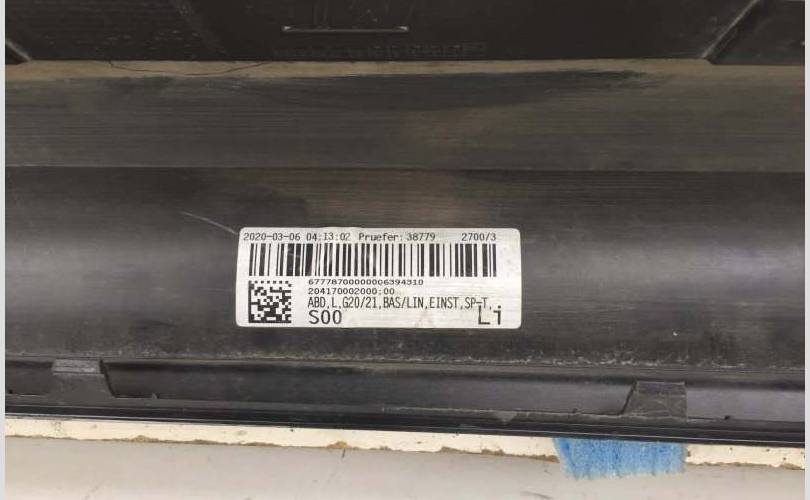 2020-03-06 04:13:02 Pruefer:38779 2700/3
67778700000006394310
204170002000;00
ABD,L,G20/21,BAS/LIN,EINST,SP-T,
S00 Li